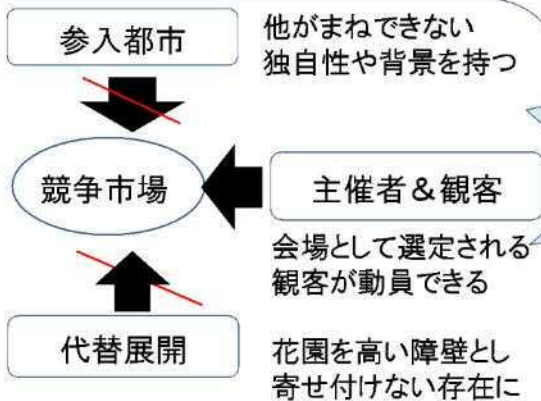 参入都市
他がまねできない
独自性や背景を持つ
競争市場
主催者&観客
会場として選定される
観客が動員できる
代替展開
花園を高い障壁とし
寄せ付けない存在に